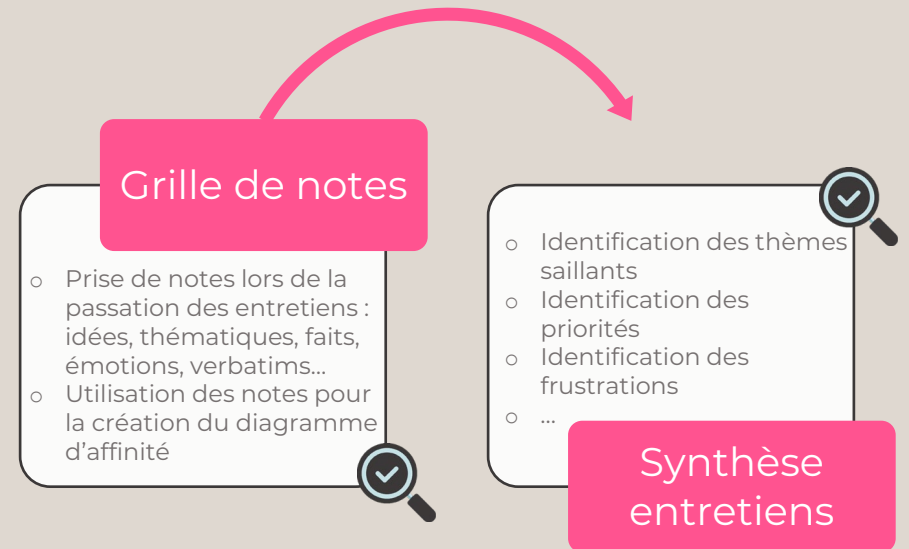 Grille de notes
o Prise de notes lors de la
passation des entretiens :
idées, thématiques, faits,
émotions, verbatims...
o Utilisation des notes pour
la création du diagramme
d’affinité
o Identification des thèmes
saillants
o Identification des
priorités
o Identification des
frustrations
o ...
Synthèse
entretiens